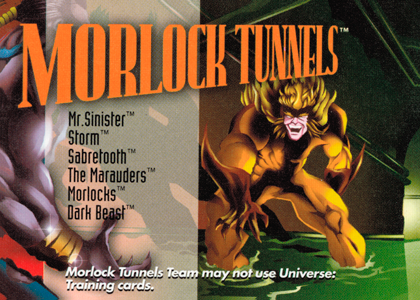 MORLOCK TUNNELS™
Mr. Sinister™
Storm™
Sabretooth™
The Marauders™
Morlocks™
Dark Beast™
Morlock Tunnels Team may not use Universe:
Training cards.